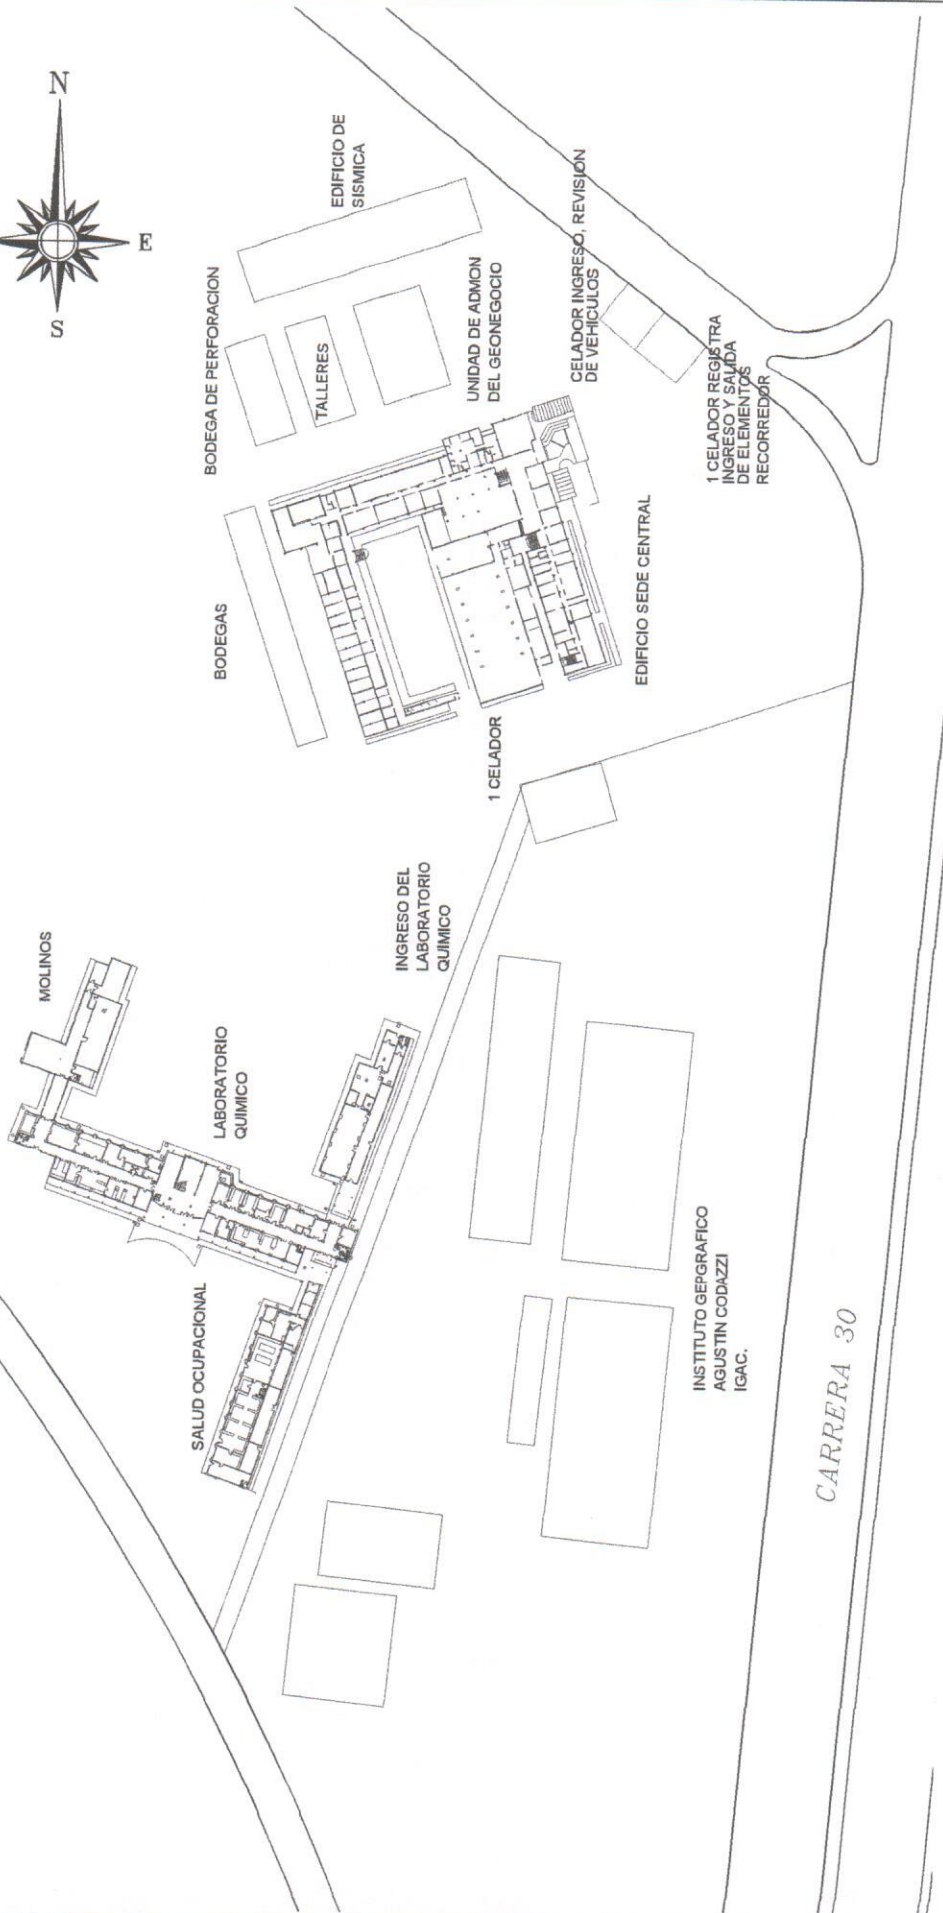 N
E
S
EDIFICIO DE
SISMICA
BODEGA DE PERFORACION
TALLERES
UNIDAD DE ADMON
DEL GEONEGOCIO
CELADOR INGRESO, REVISION
DE VEHICULOS
1 CELADOR REGISTRA
INGRESO Y SALIDA
DE ELEMENTOS
RECORREDOR
BODEGAS
EDIFICIO SEDE CENTRAL
1 CELADOR
MOLINOS
INGRESO DEL
LABORATORIO
QUIMICO
LABORATORIO
QUIMICO
SALUD OCUPACIONAL
INSTITUTO GEPGRAFICO
AGUSTIN CODAZZI
IGAC.
CARRERA 30